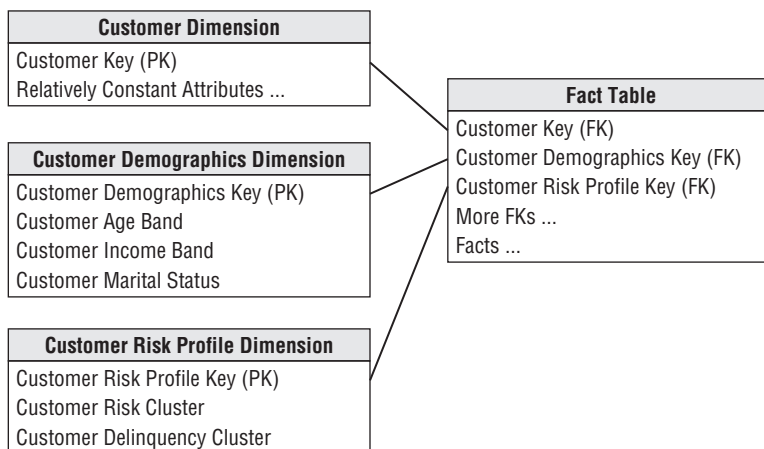 Customer Dimension
Customer Key (PK)
Relatively Constant Attributes ...
Customer Demographics Dimension
Customer Demographics Key (PK)
Customer Age Band
Customer Income Band
Customer Marital Status
Customer Risk Profile Dimension
Customer Risk Profile Key (PK)
Customer Risk Cluster
Customer Delinquency Cluster
Fact Table
Customer Key (FK)
Customer Demographics Key (FK)
Customer Risk Profile Key (FK)
More FKs ...
Facts ...